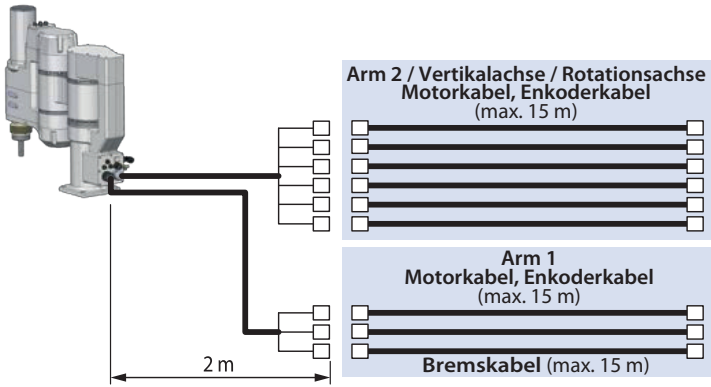 Arm 2 / Vertikalachse / Rotationsachse
Motorkabel, Enkoderkabel
(max. 15 m)
Arm 1
Motorkabel, Enkoderkabel
(max. 15 m)
2 m
Bremskabel (max. 15 m)